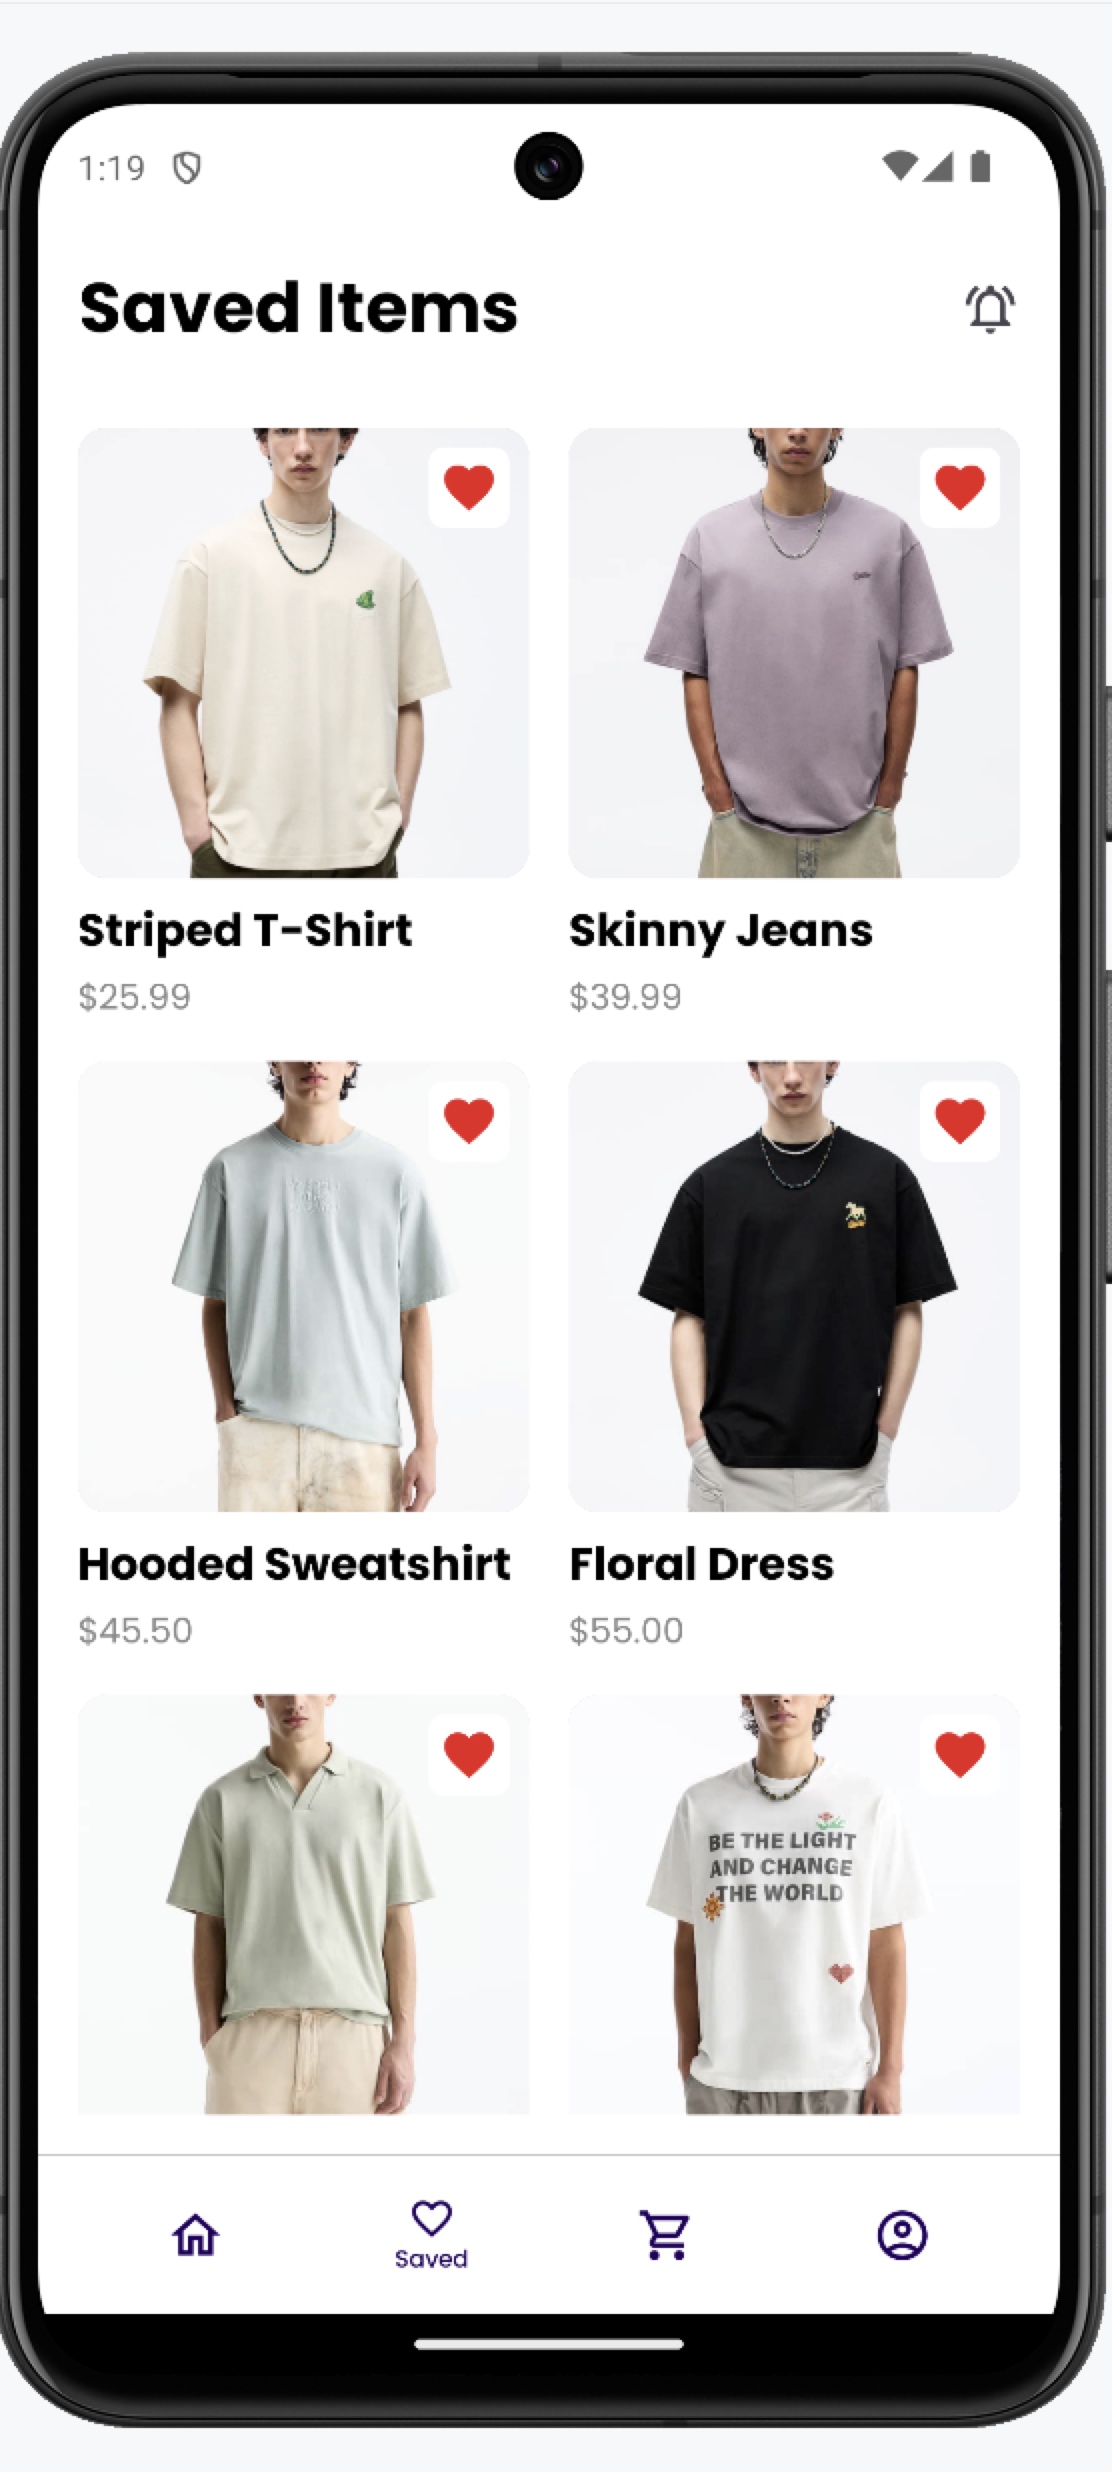 1:19
Saved Items
Striped T-Shirt
Skinny Jeans
$25.99
$39.99
Hooded Sweatshirt
Floral Dress
$45.50
$55.00
BE THE LIGHT
AND CHANGE
THE WORLD
Saved